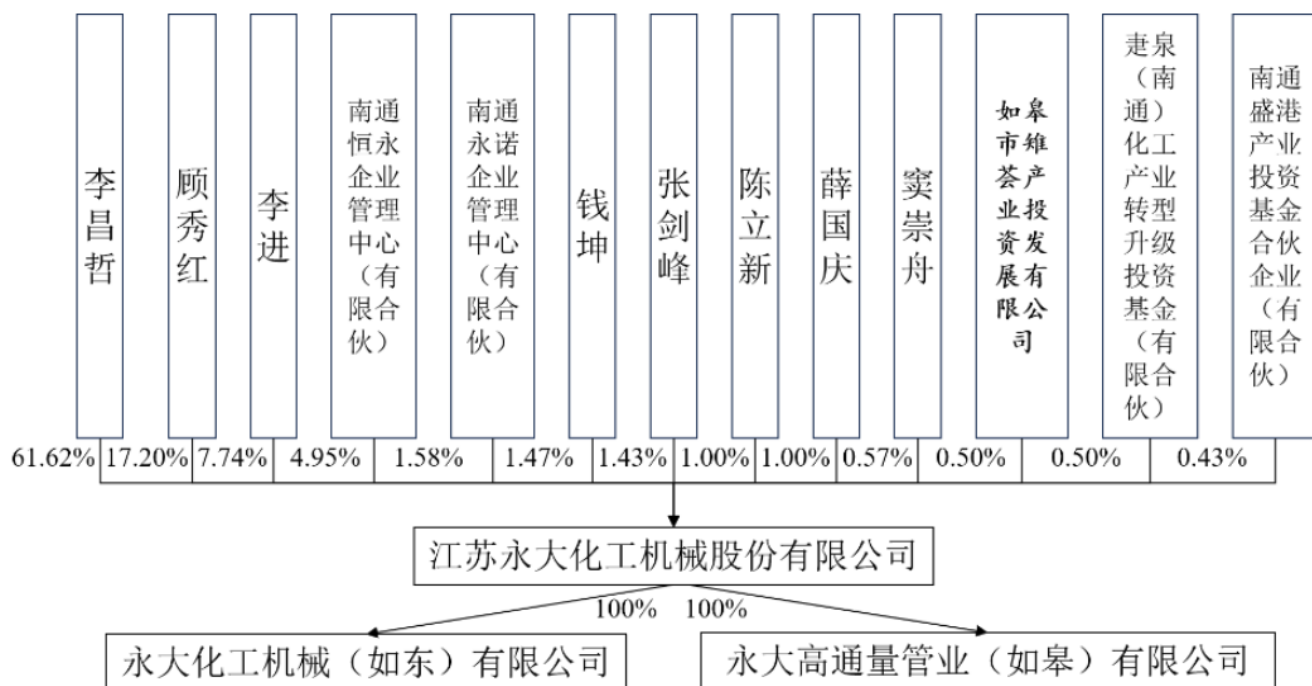 李昌哲
顾秀红
李进
南通
恒永
企业
管理
中心
（有
限合
伙）
南通
永诺
企业
管理
中心
（有
限合
伙）
钱坤
张剑峰
陈立新
薛国庆
窦崇舟
如皋
市雉
荟产
业投
资发
展有
限公
司
疌泉
（南
通）
化工
产业
转型
升级
投资
基金
（有
限合
伙）
南通
盛港
产业
投资
基金
合伙
企业
（有
限合
伙）
61.62% 17.20% 7.74% 4.95% 1.58% 1.47% 1.43% 1.00% 1.00% 0.57% 0.50% 0.50% 0.43%
江苏永大化工机械股份有限公司
100% 100%
永大化工机械（如东）有限公司
永大高通量管业（如皋）有限公司